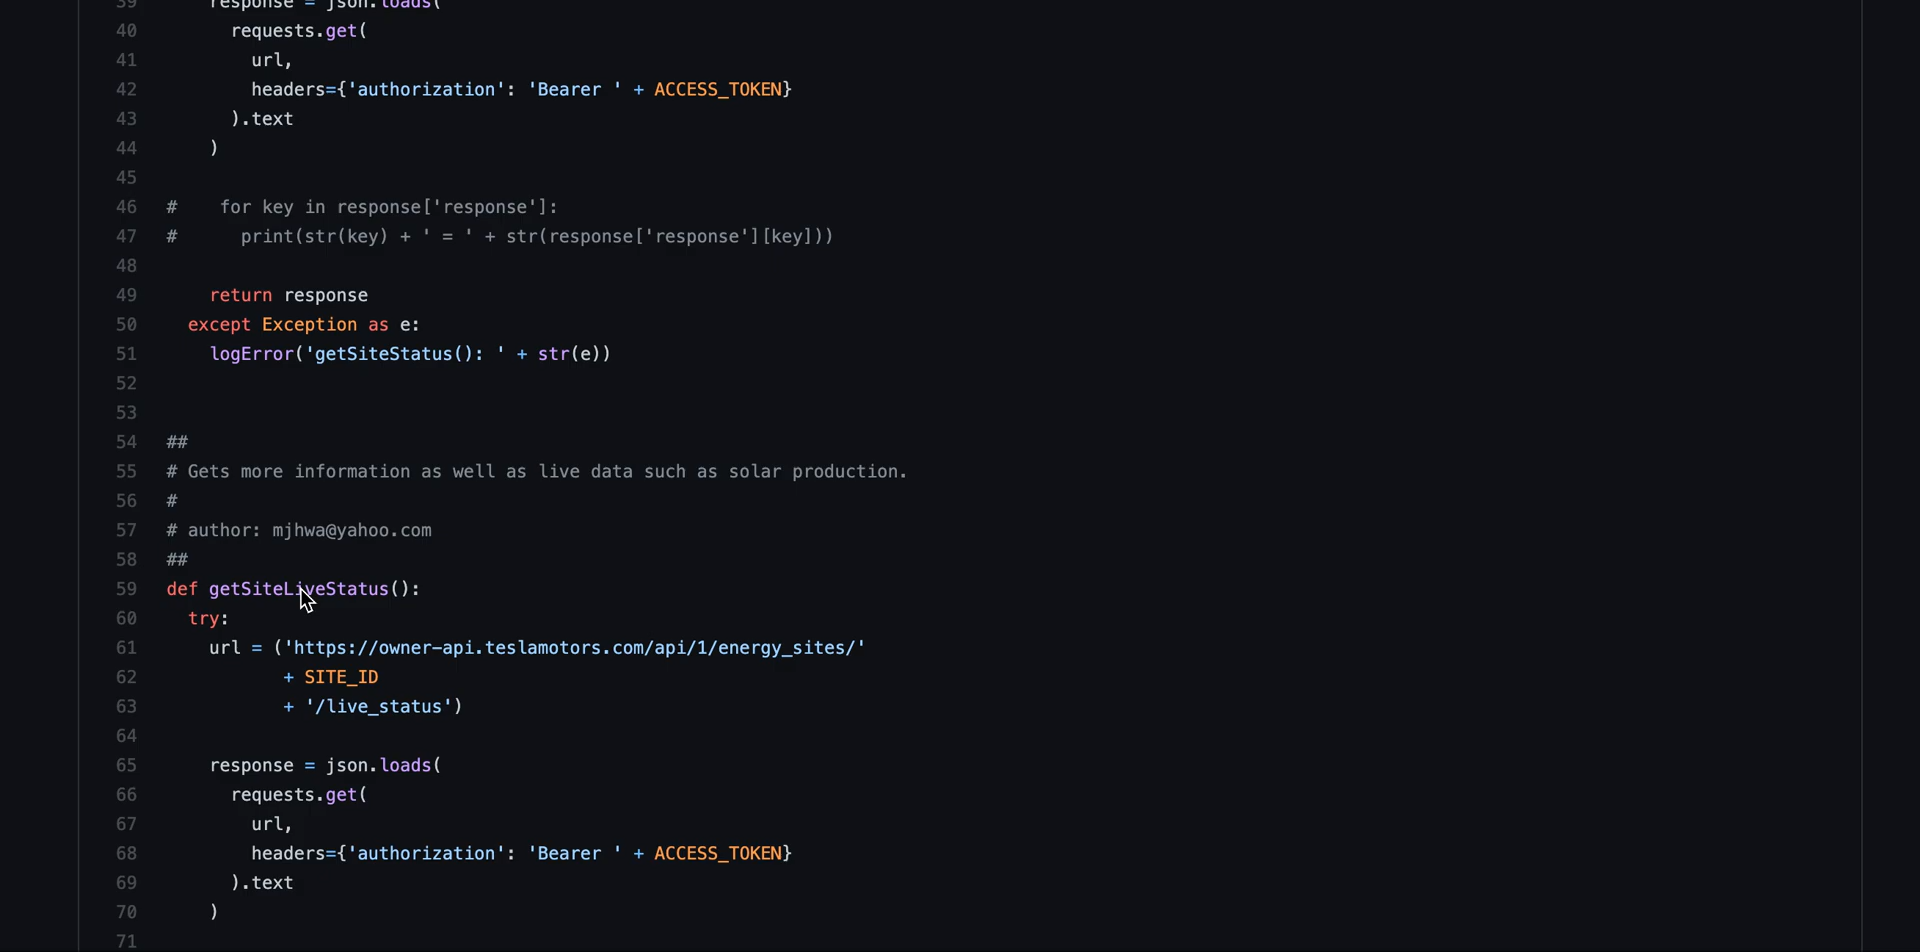 39 response = json.loads(
40 requests.get(
41 url,
42 headers={'authorization': 'Bearer ' + ACCESS_TOKEN}
43 ).text
44 )
45
46 # for key in response['response']:
47 # print(str(key) + ' = ' + str(response['response'][key]))
48
49 return response
50 except Exception as e:
51 logError('getSiteStatus(): ' + str(e))
52
53
54 ##
55 # Gets more information as well as live data such as solar production.
56 #
57 # author: mjhwa@yahoo.com
58 ##
59 def getSiteLiveStatus():
60 try:
61 url = ('https://owner-api.teslamotors.com/api/1/energy_sites/'
62 + SITE_ID
63 + '/live_status')
64
65 response = json.loads(
66 requests.get(
67 url,
68 headers={'authorization': 'Bearer ' + ACCESS_TOKEN}
69 ).text
70 )
71